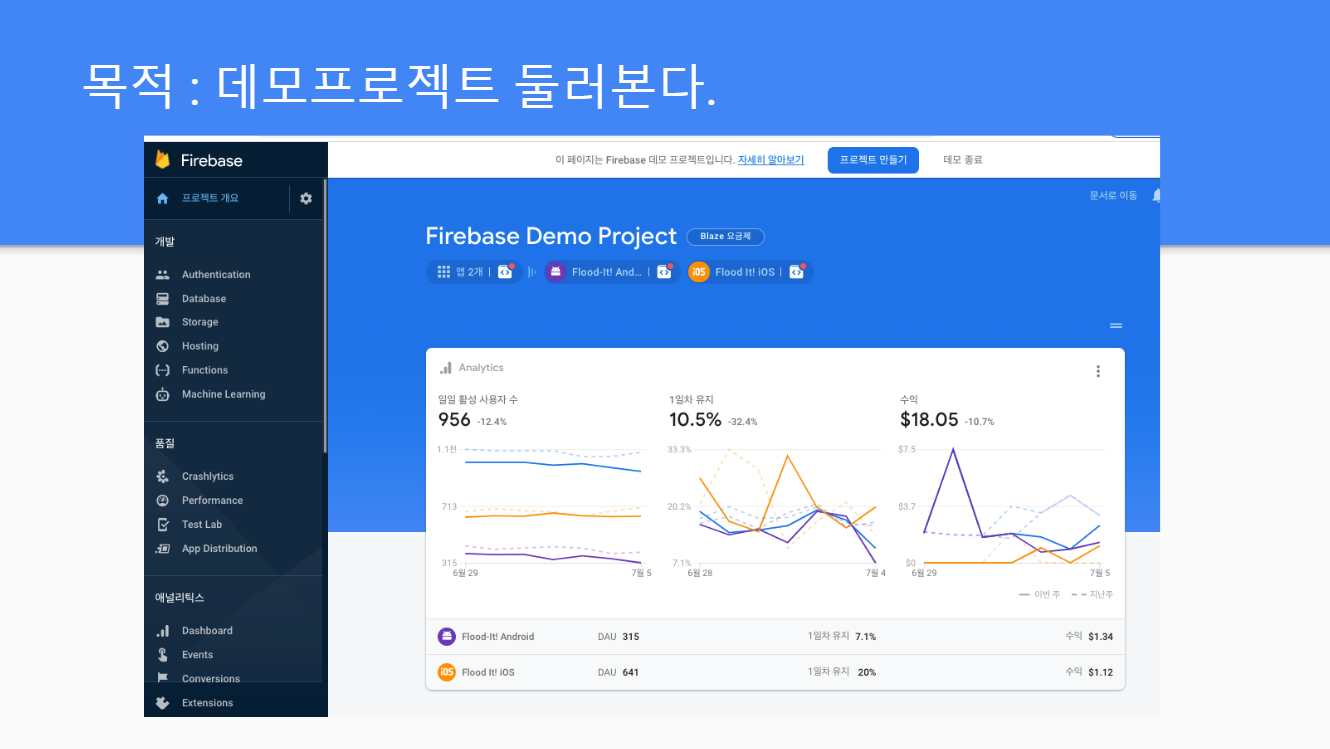 목적 : 데모프로젝트 둘러본다.
Firebase
이 페이지는 Firebase 데모 프로젝트입니다. 자세히 알아보기
프로젝트 만들기
데모 종료
프로젝트 개요
문서로 이동
개발
Authentication
Database
Storage
Hosting
Functions
Machine Learning
품질
Crashlytics
Performance
Test Lab
App Distribution
애널리틱스
Dashboard
Events
Conversions
Extensions
Firebase Demo Project
Blaze 요금제
앱 2개
Flood-It! And...
iOS
Flood It! iOS
Analytics
일일 활성 사용자 수
956 -12.4%
1.1천
713
315
6월 29
7월 5
1일차 유지
10.5% -32.4%
33.3%
20.2%
7.1%
6월 28
7월 4
수익
$18.05 -10.7%
$7.5
$3.7
$0
6월 29
7월 5
이번 주
지난주
Flood-It! Android DAU 315 1일차 유지 7.1% 수익 $1.34
iOS Flood It! iOS DAU 641 1일차 유지 20% 수익 $1.12